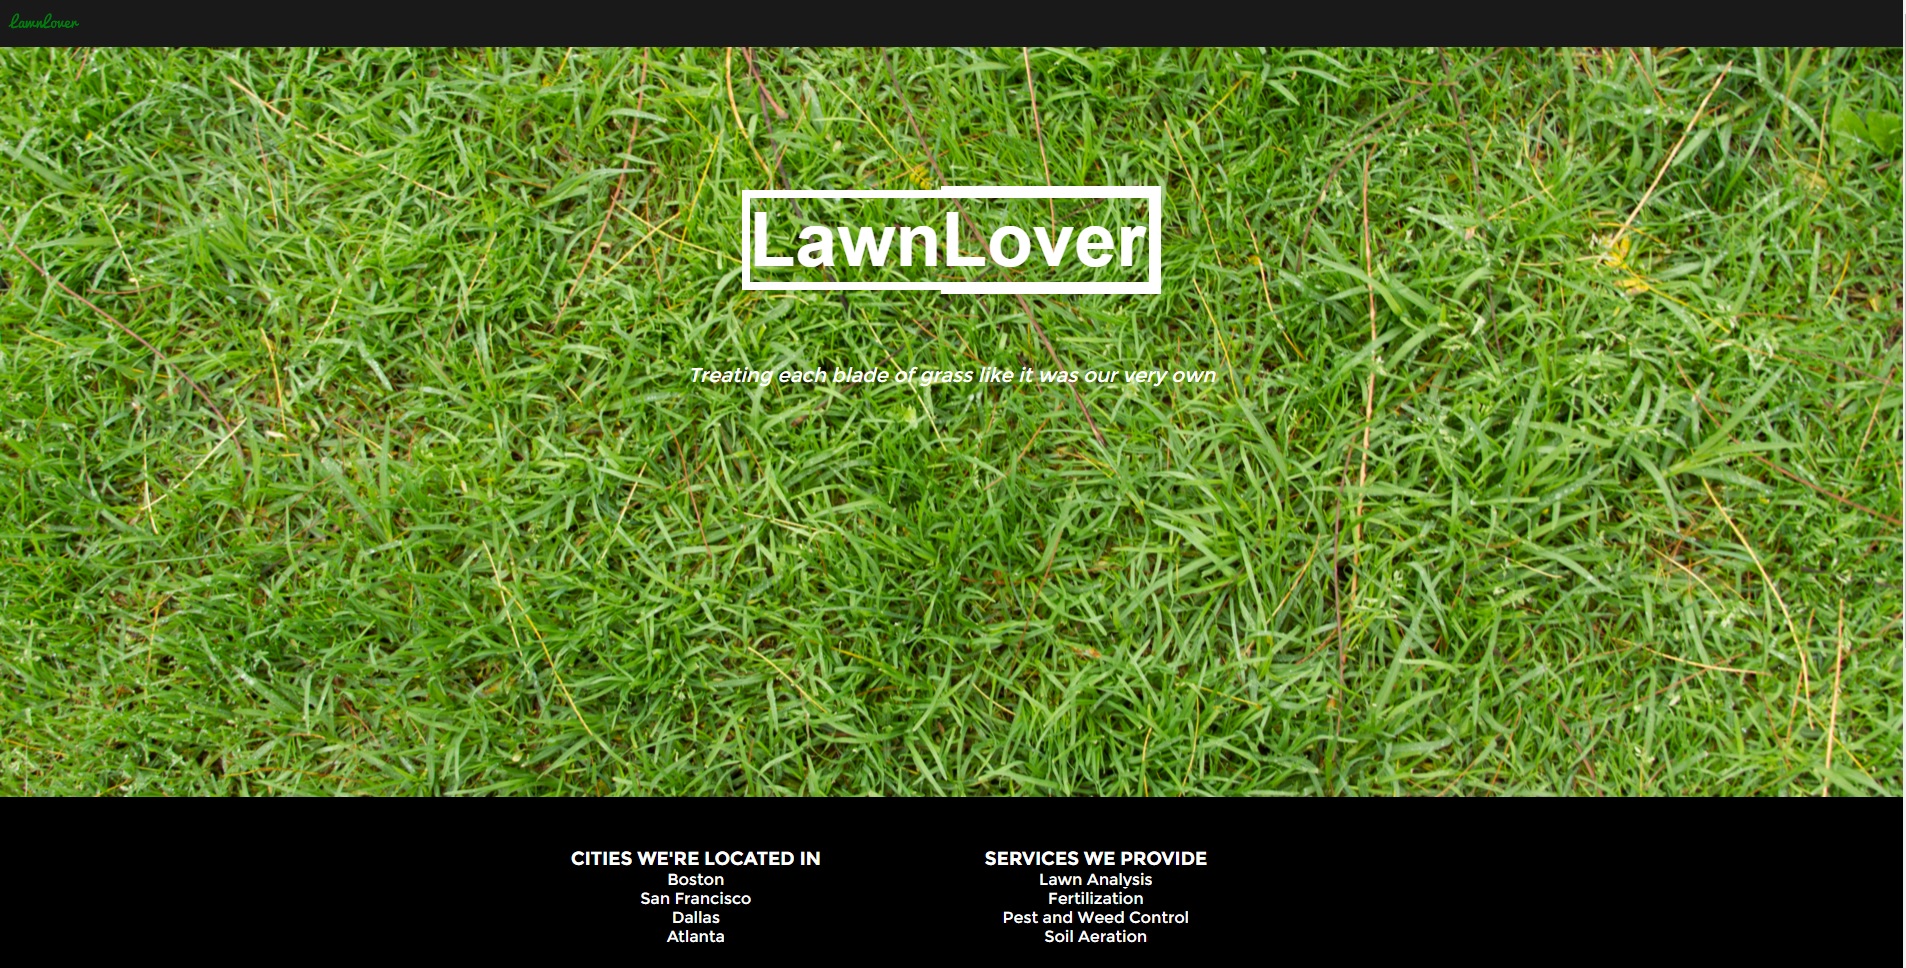 LawnLover
LawnLover
Treating each blade of grass like it was our very own
CITIES WE'RE LOCATED IN
Boston
San Francisco
Dallas
Atlanta
SERVICES WE PROVIDE
Lawn Analysis
Fertilization
Pest and Weed Control
Soil Aeration